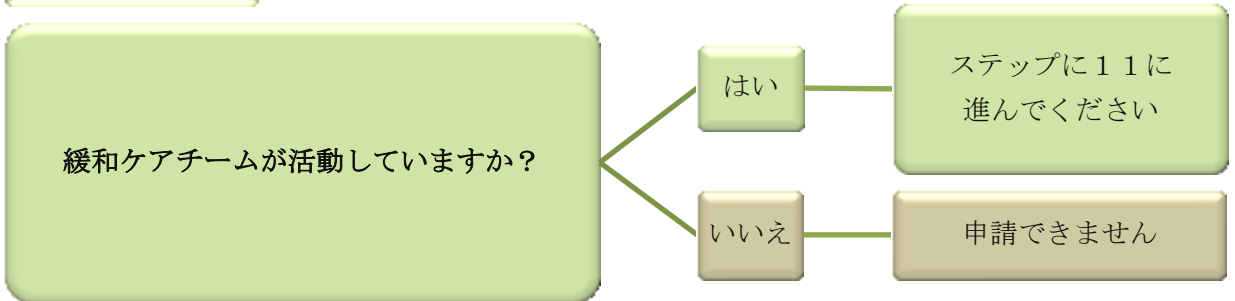 緩和ケアチームが活動していますか？
はい
ステップに１１に
進んでください
いいえ
申請できません